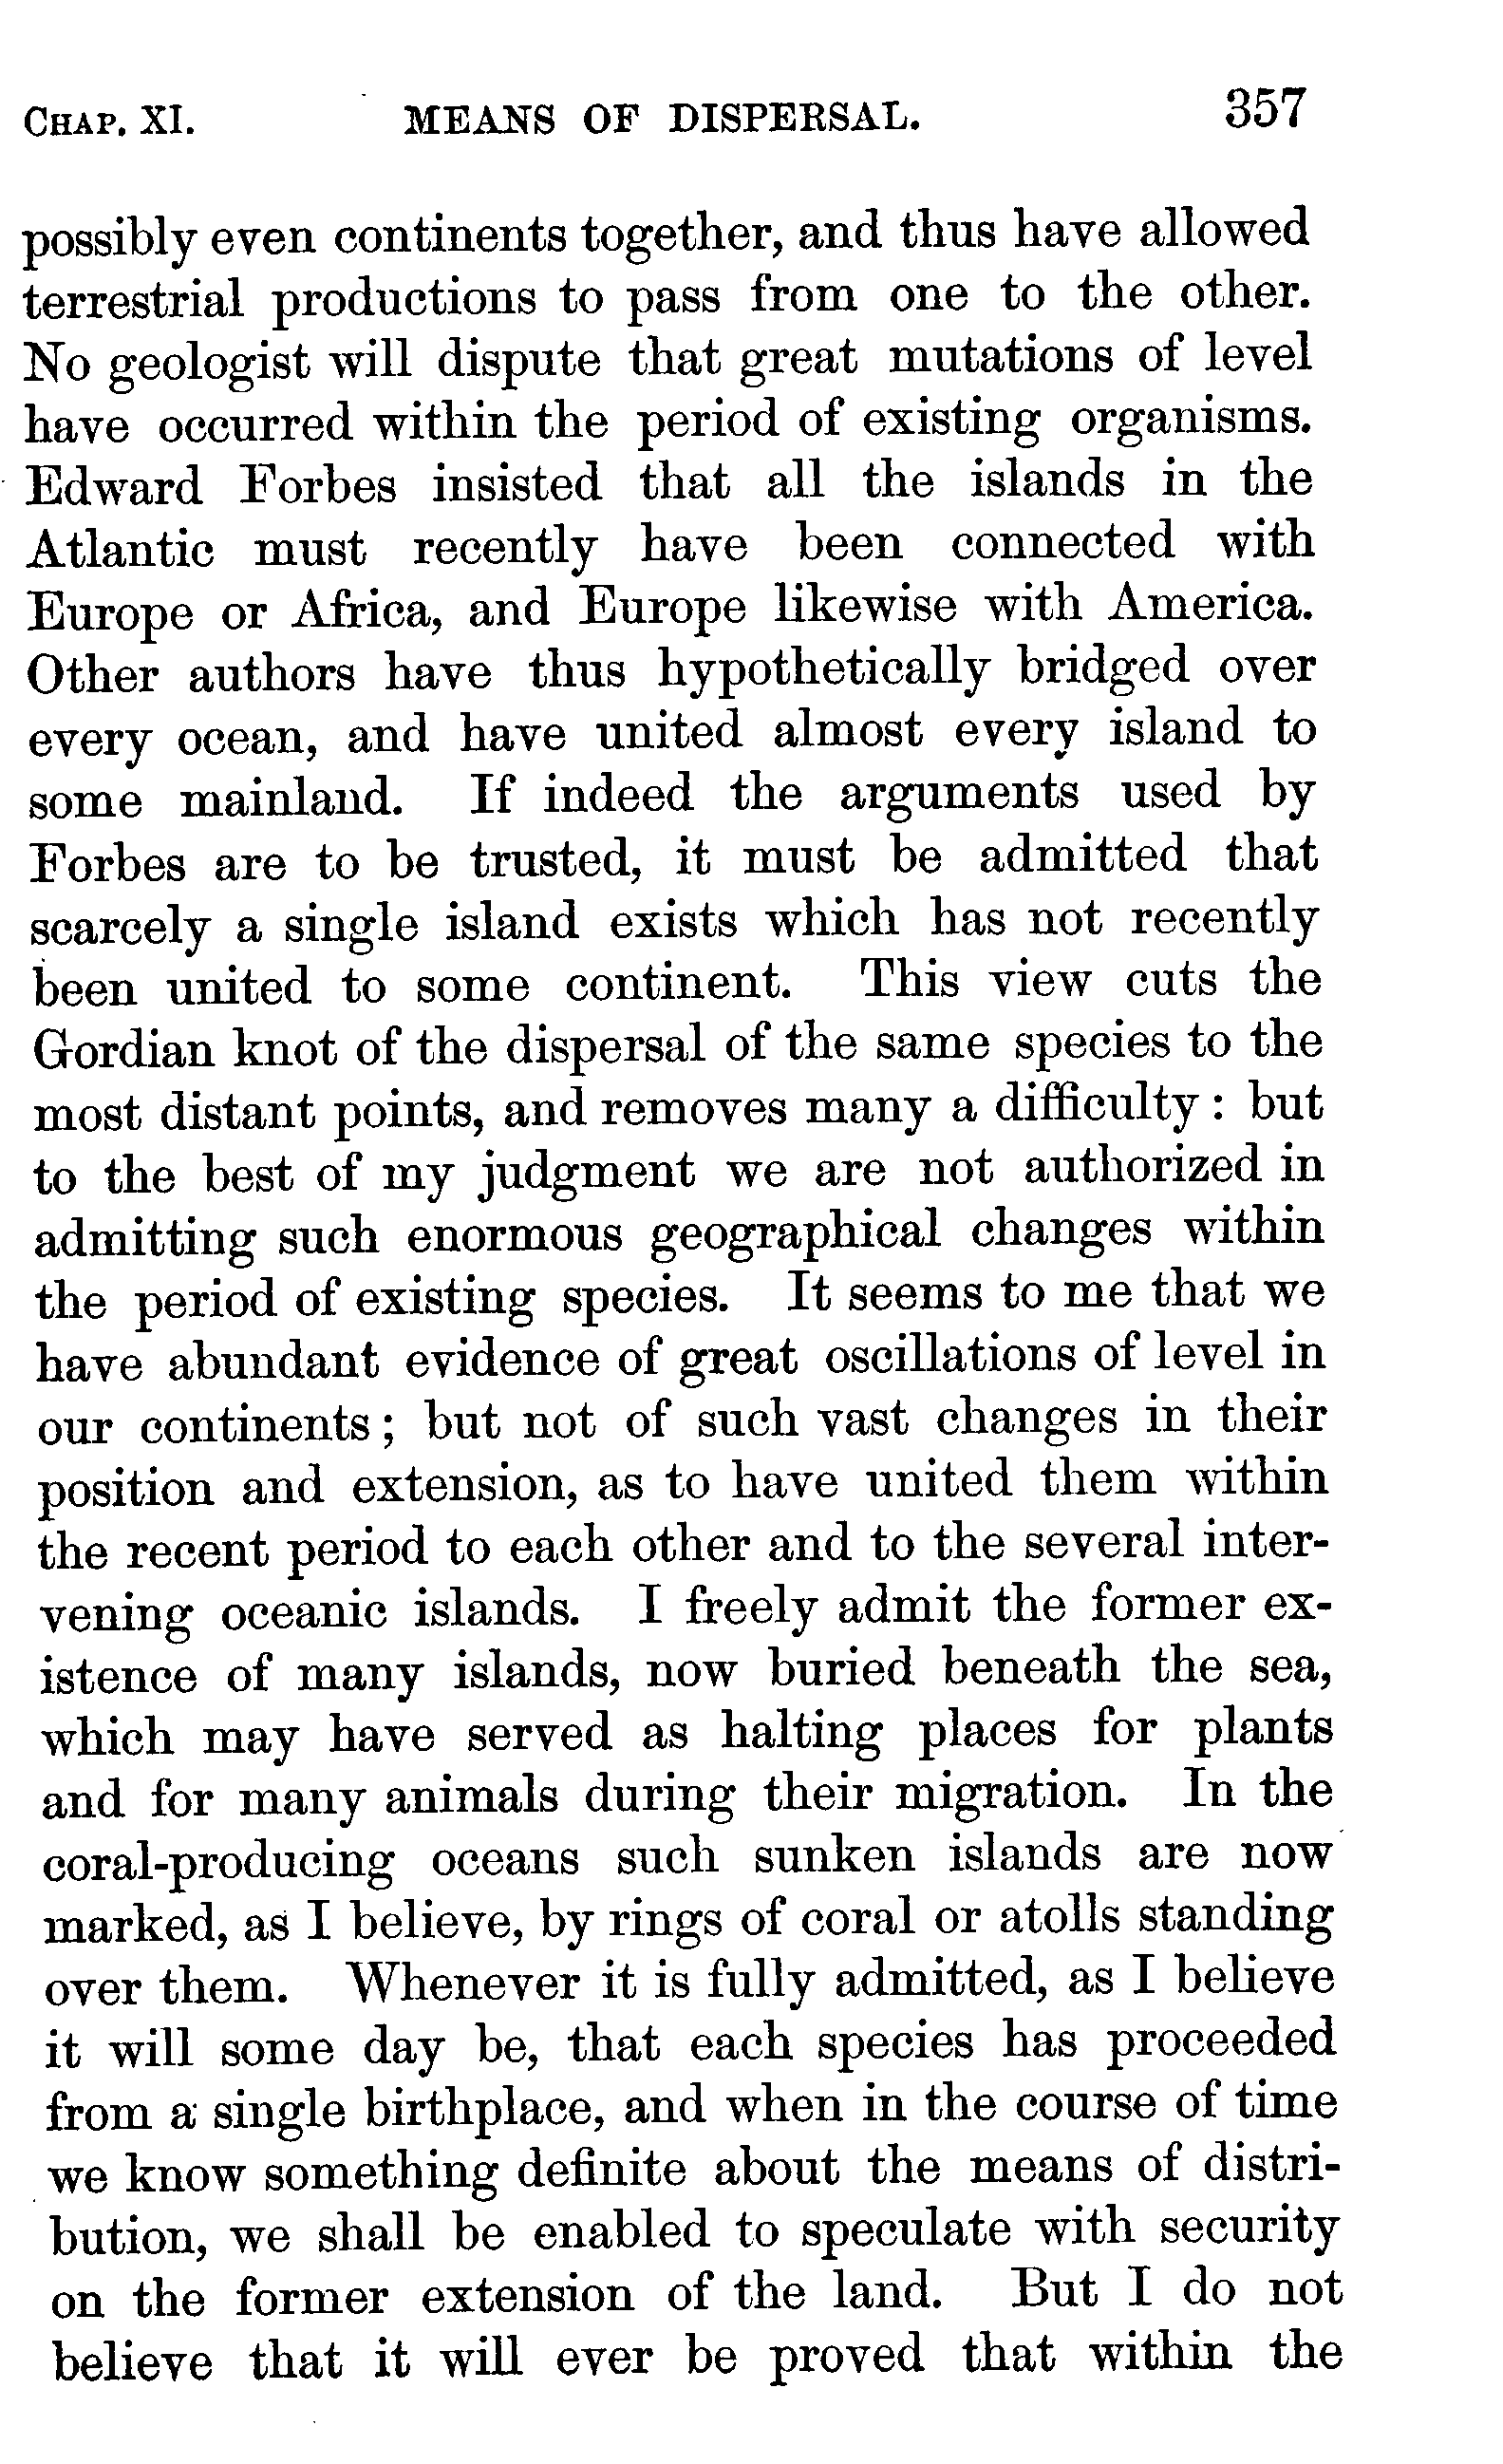 CHAP. XI. MEANS OF DISPERSAL. 357
possibly even continents together, and thus have allowed
terrestrial productions to pass from one to the other.
No geologist will dispute that great mutations of level
have occurred within the period of existing organisms.
Edward Forbes insisted that all the islands in the
Atlantic must recently have been connected with
Europe or Africa, and Europe likewise with America.
Other authors have thus hypothetically bridged over
every ocean, and have united almost every island to
some mainland. If indeed the arguments used by
Forbes are to be trusted, it must be admitted that
scarcely a single island exists which has not recently
been united to some continent. This view cuts the
Gordian knot of the dispersal of the same species to the
most distant points, and removes many a difficulty: but
to the best of my judgment we are not authorized in
admitting such enormous geographical changes within
the period of existing species. It seems to me that we
have abundant evidence of great oscillations of level in
our continents; but not of such vast changes in their
position and extension, as to have united them within
the recent period to each other and to the several inter-
vening oceanic islands. I freely admit the former ex-
istence of many islands, now buried beneath the sea,
which may have served as halting places for plants
and for many animals during their migration. In the
coral-producing oceans such sunken islands are now
marked, as I believe, by rings of coral or atolls standing
over them. Whenever it is fully admitted, as I believe
it will some day be, that each species has proceeded
from a single birthplace, and when in the course of time
we know something definite about the means of distri-
bution, we shall be enabled to speculate with security
on the former extension of the land. But I do not
believe that it will ever be proved that within the